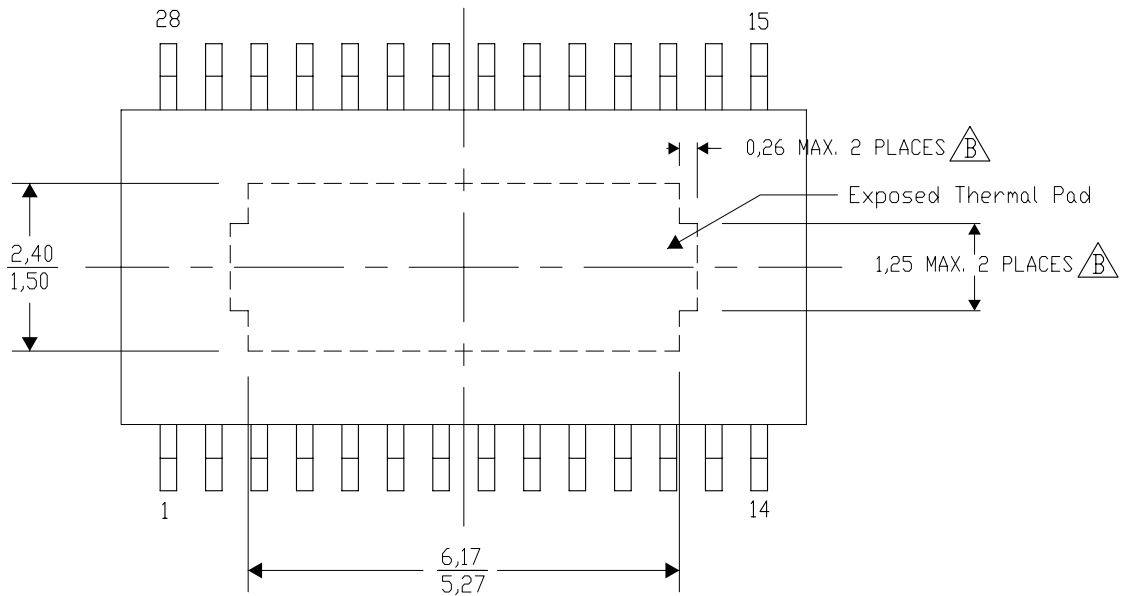 28
15
0,26 MAX. 2 PLACES B
Exposed Thermal Pad
2,40
1,50
1,25 MAX. 2 PLACES B
1
14
6,17
5,27